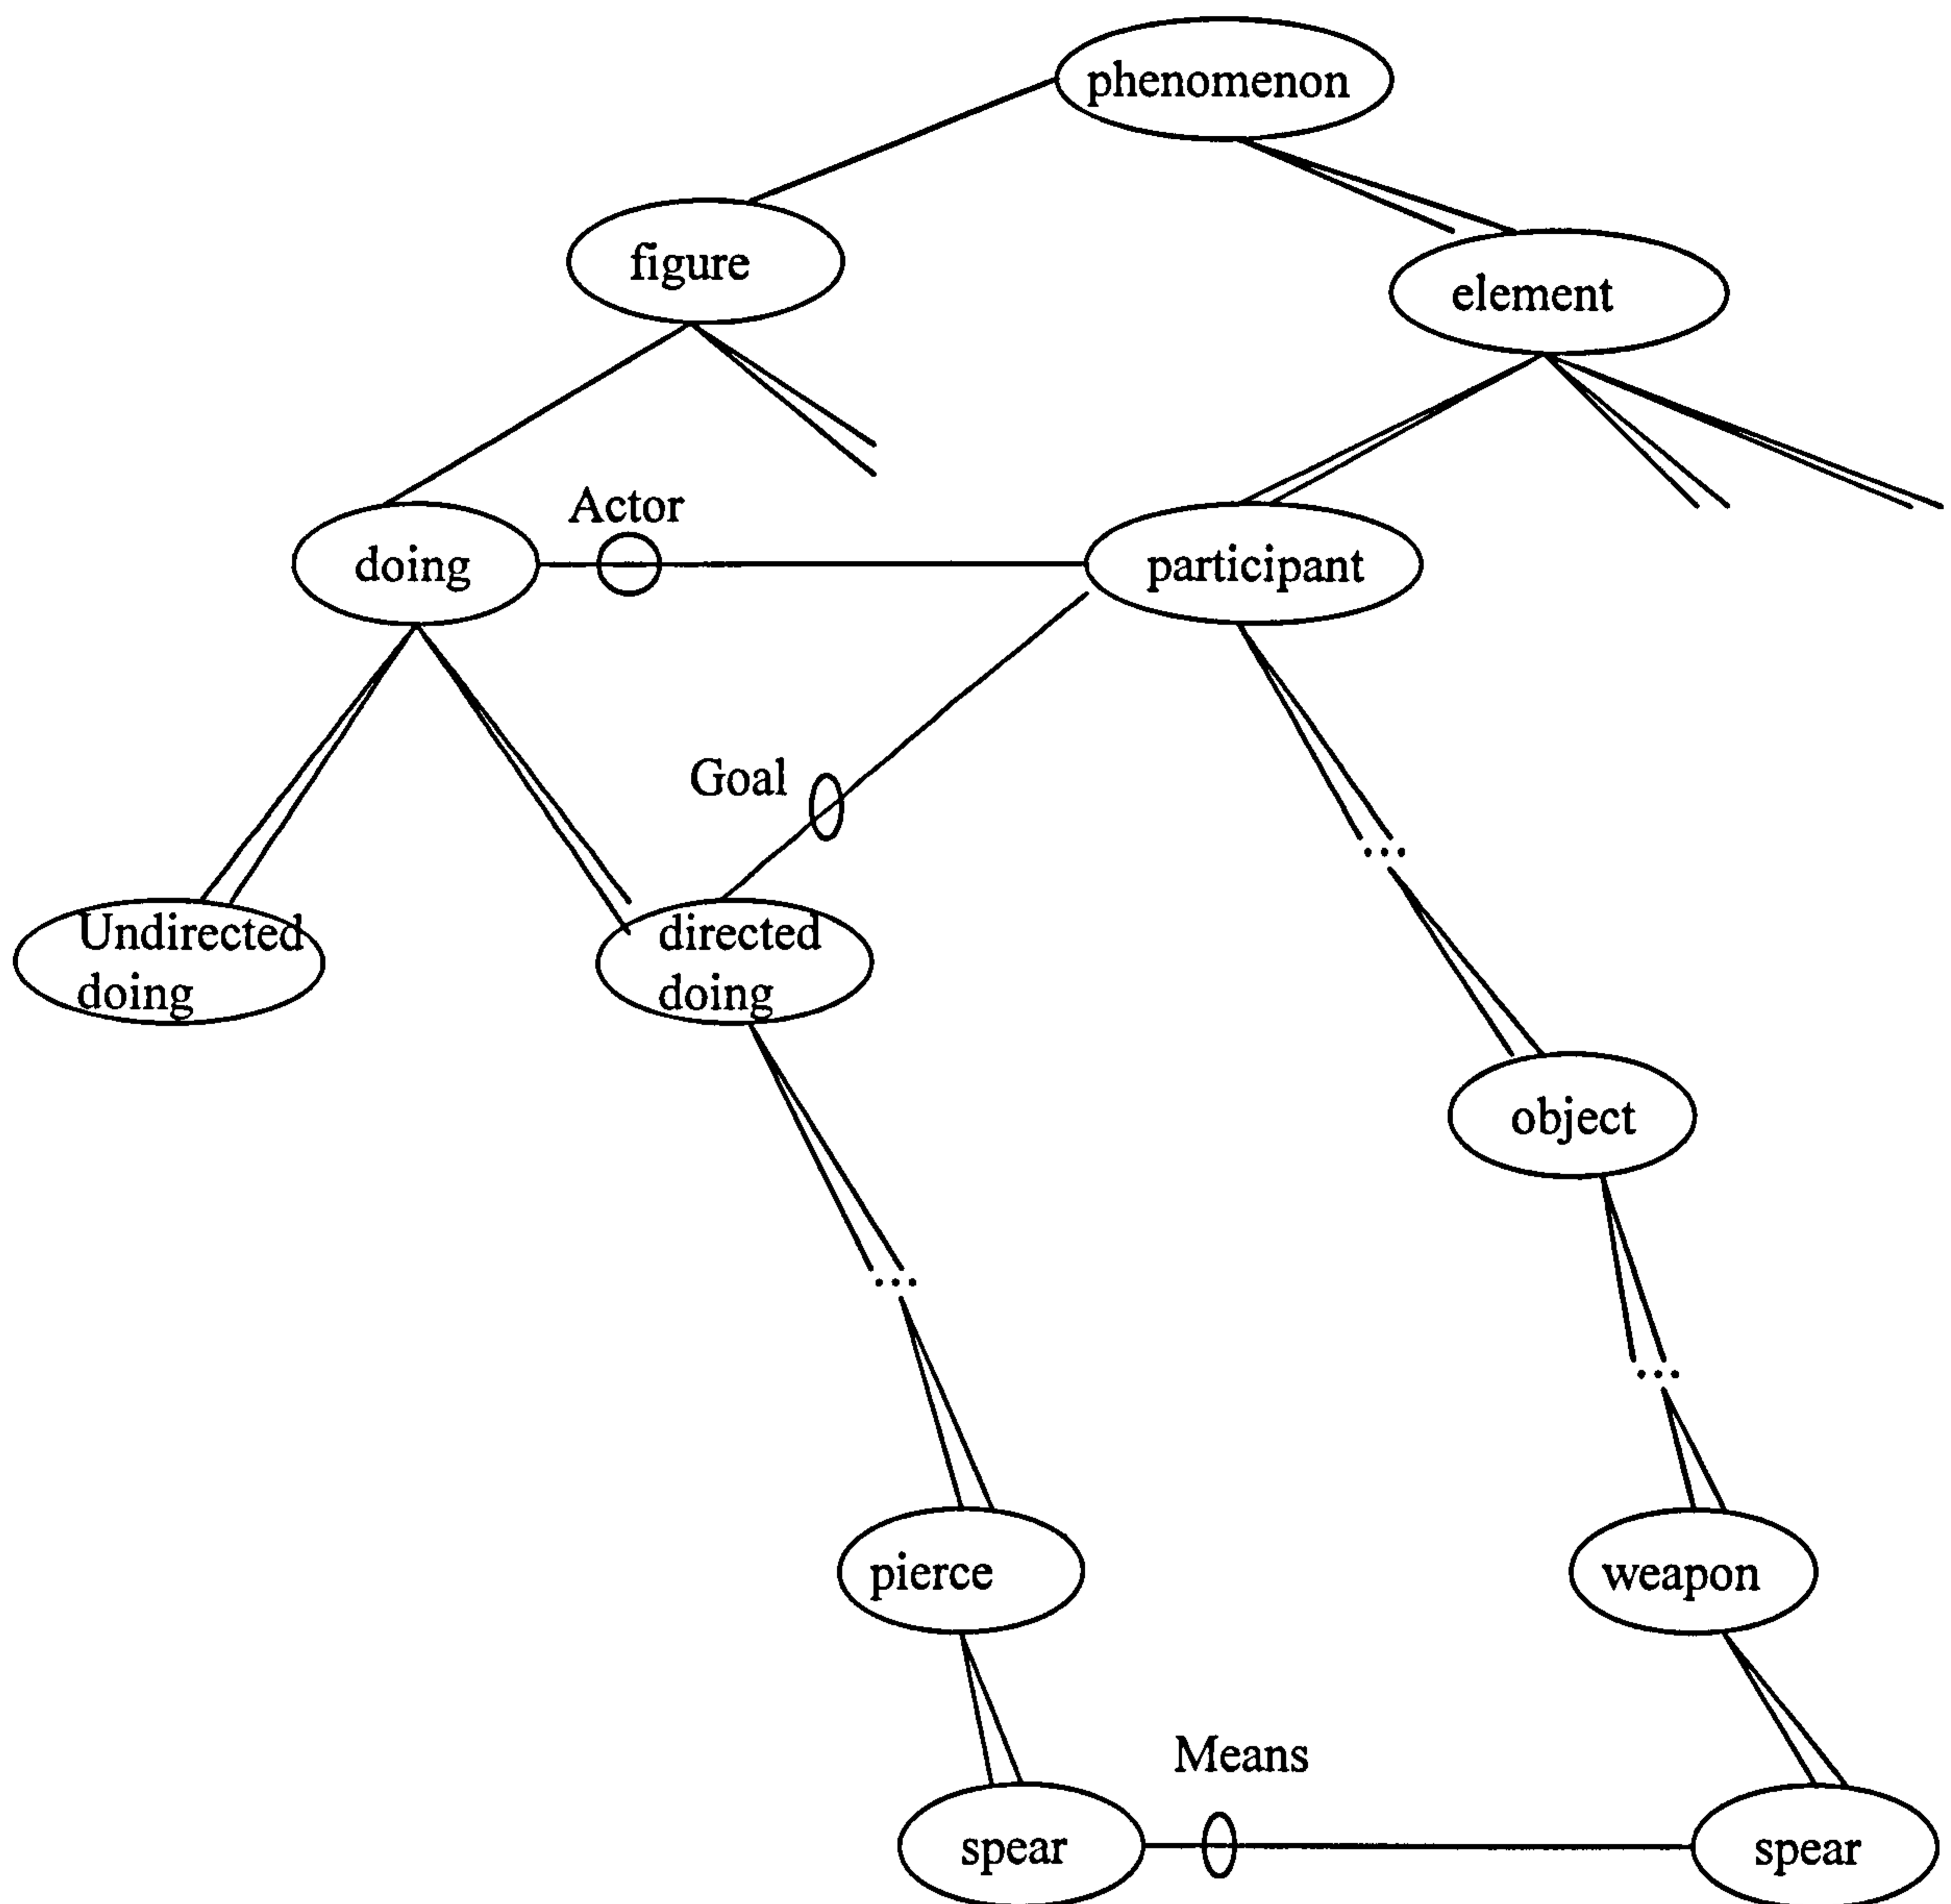 phenomenon
figure
element
Actor
doing
participant
Goal
...
Undirected
doing
directed
doing
object
...
...
pierce
weapon
Means
spear
spear